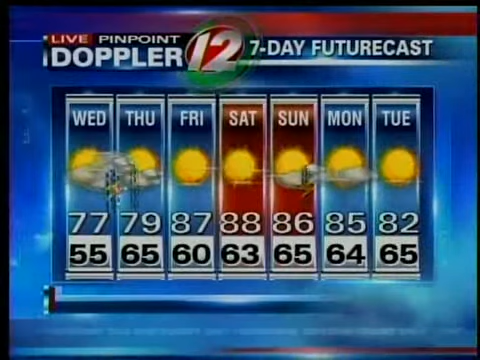 LIVE PINPOINT
DOPPLER 12
7-DAY FUTURECAST
WED THU FRI SAT SUN MON TUE
77 79 87 88 86 85 82
55 65 60 63 65 64 65